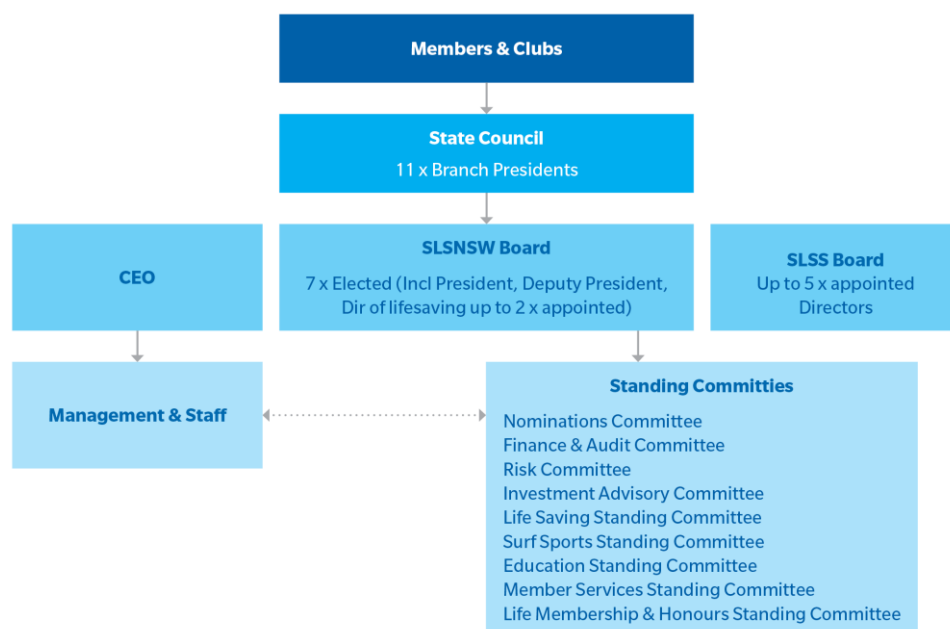 Members & Clubs
State Council
11 x Branch Presidents
CEO
SLSNSW Board
7 x Elected (Incl President, Deputy President,
Dir of lifesaving up to 2 x appointed)
SLSS Board
Up to 5 x appointed
Directors
Management & Staff
Standing Committies
Nominations Committee
Finance & Audit Committee
Risk Committee
Investment Advisory Committee
Life Saving Standing Committee
Surf Sports Standing Committee
Education Standing Committee
Member Services Standing Committee
Life Membership & Honours Standing Committee